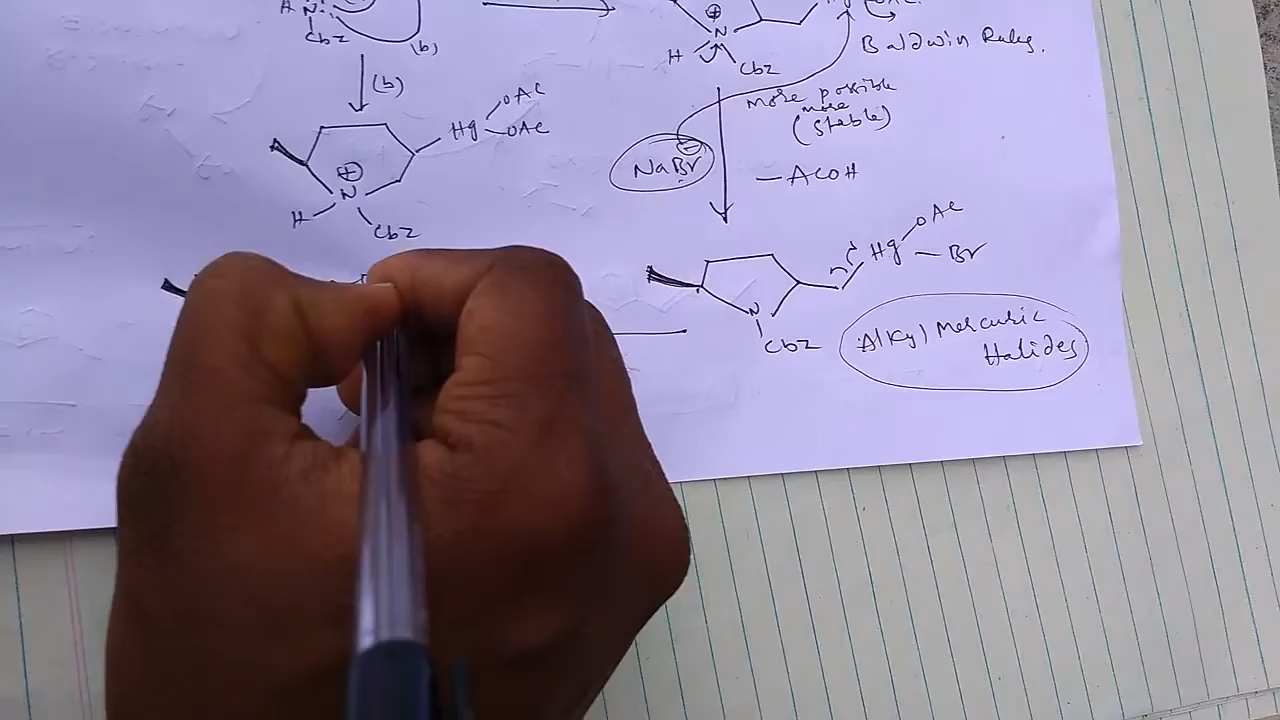 H N
Cbz
(b)
(b)
Hg OAc
OAc
⊕
N
H
Cbz
⊕
N
H
Cbz
Baldwin Rules.
more possible
more
(stable)
NaBr
⊖
– AcOH
Hg OAc
– Br
N
Cbz
Alkyl Mercuric
Halides